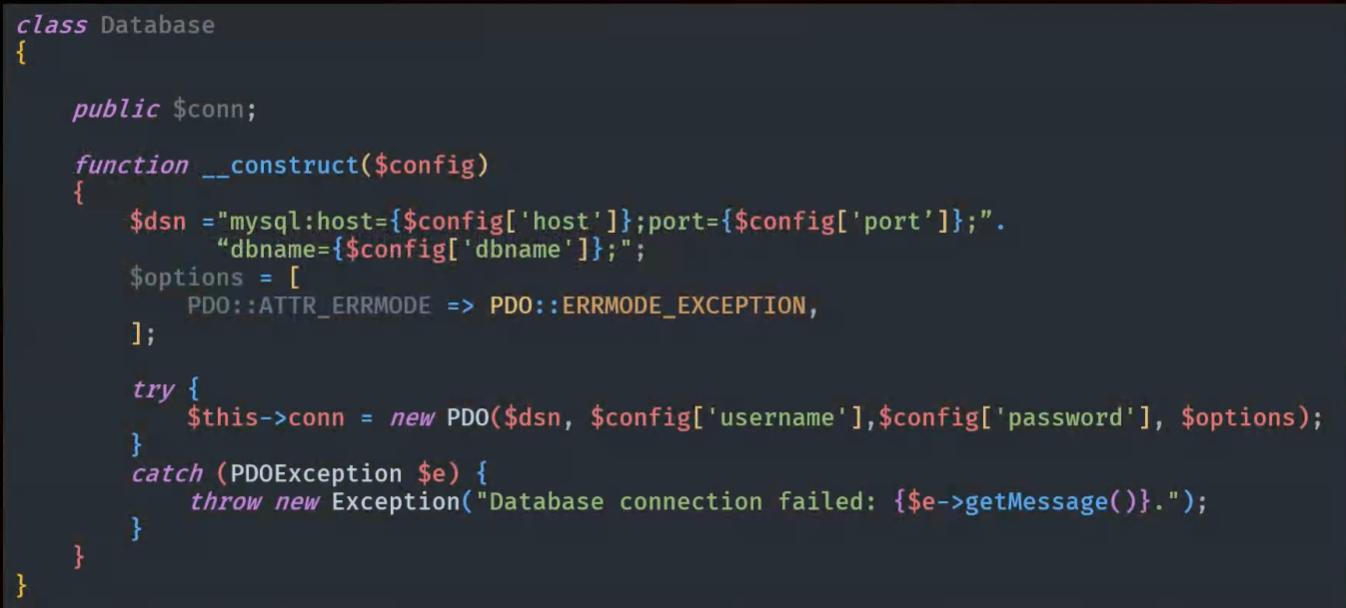 class Database
{
public $conn;
function __construct($config)
{
$dsn ="mysql:host={$config['host']};port={$config['port’]};”.
“dbname={$config['dbname']};";
$options = [
PDO::ATTR_ERRMODE => PDO::ERRMODE_EXCEPTION,
];
try {
$this->conn = new PDO($dsn, $config['username'],$config['password'], $options);
}
catch (PDOException $e) {
throw new Exception("Database connection failed: {$e->getMessage()}.");
}
}
}